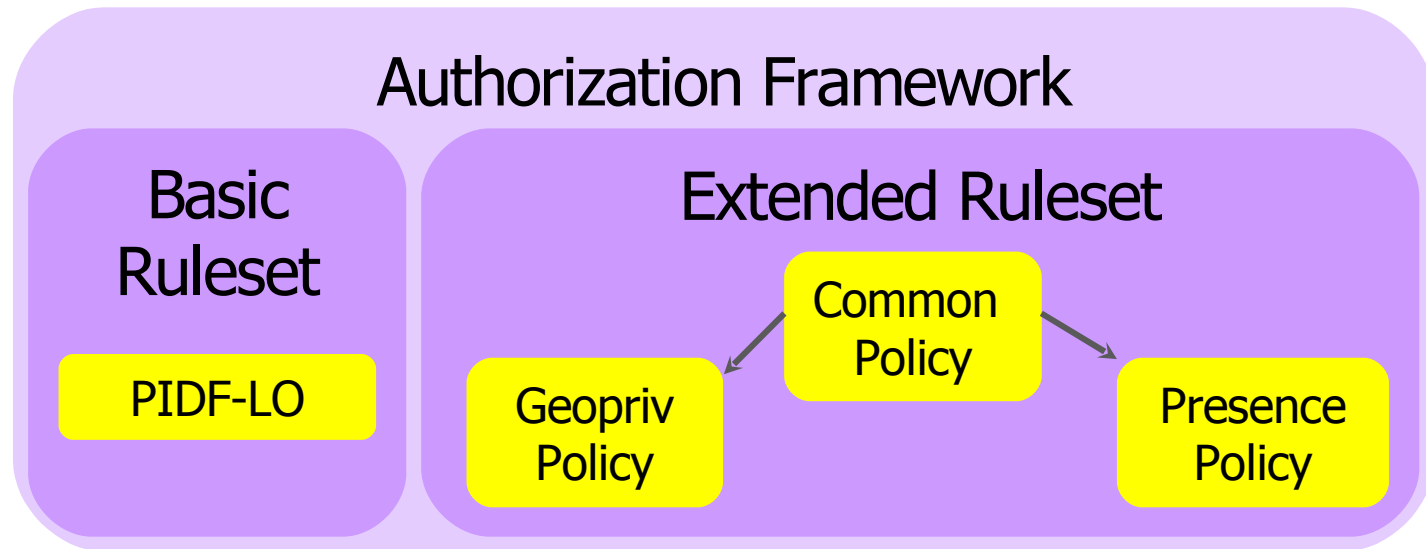 Authorization Framework
Basic
Ruleset
PIDF-LO
Extended Ruleset
Common
Policy
Geopriv
Policy
Presence
Policy